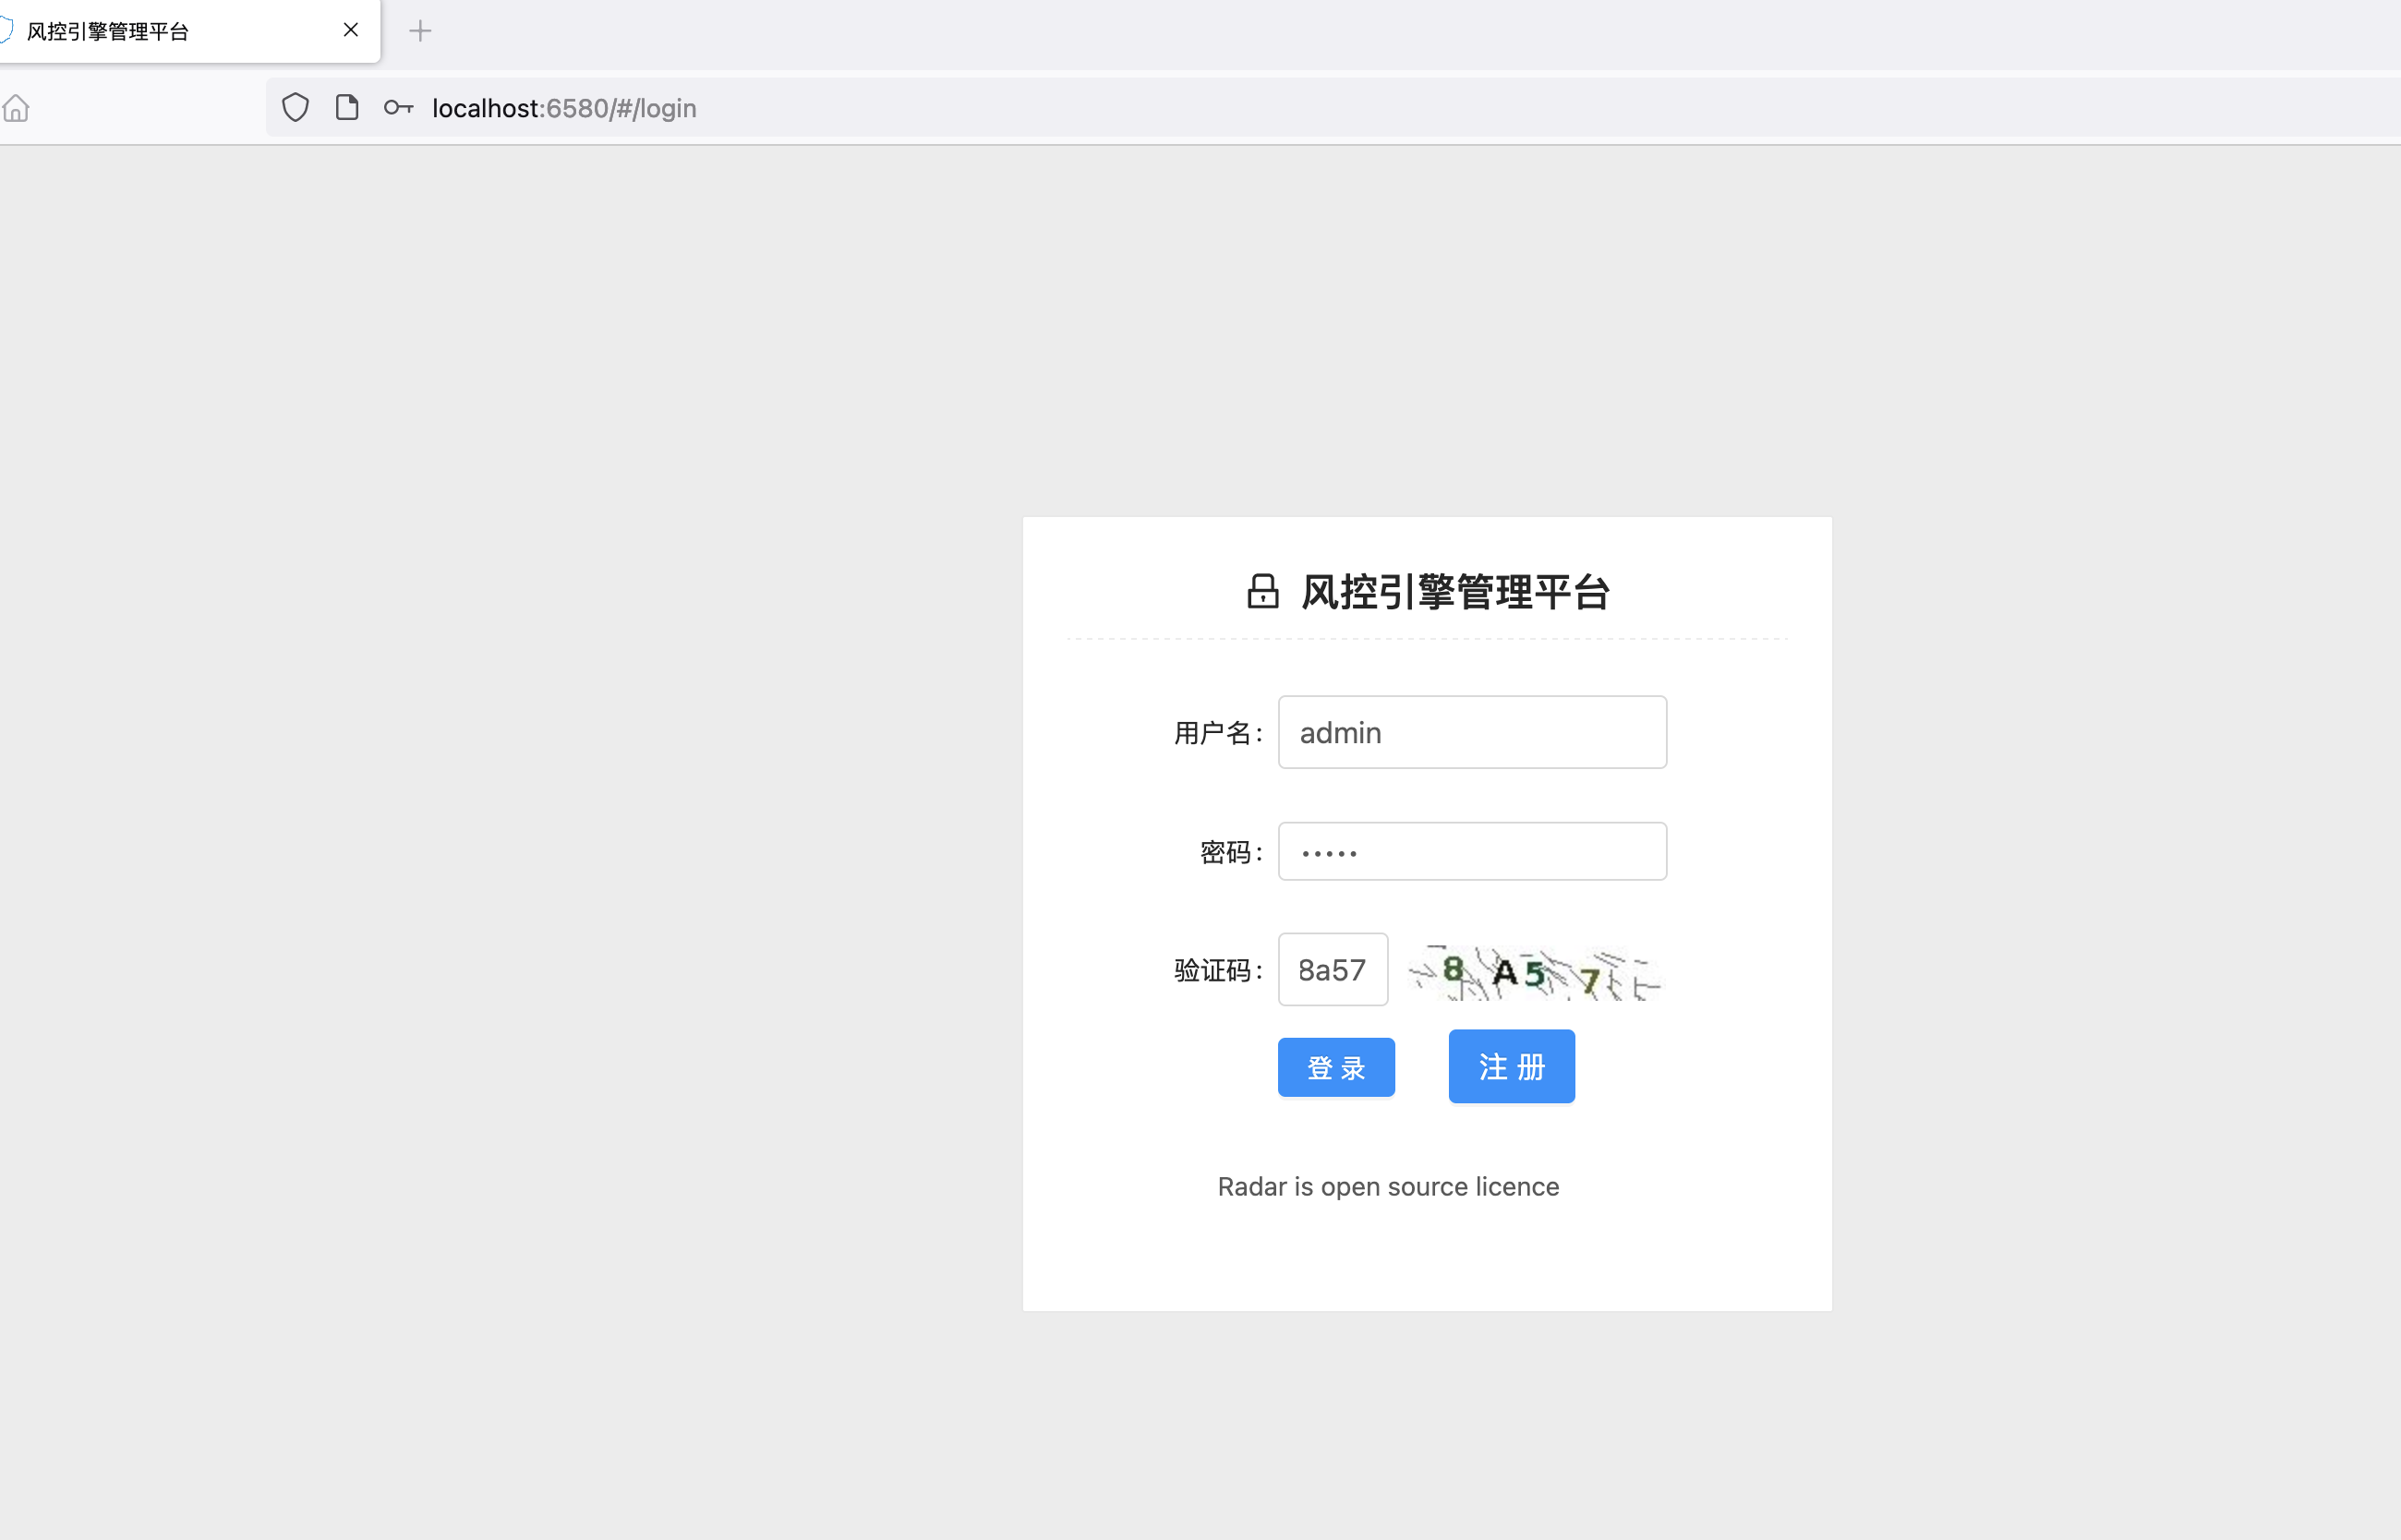 风控引擎管理平台
localhost:6580/#/login
风控引擎管理平台
用户名: admin
密码: •••••
验证码: 8a57 8A57
登录 注册
Radar is open source licence